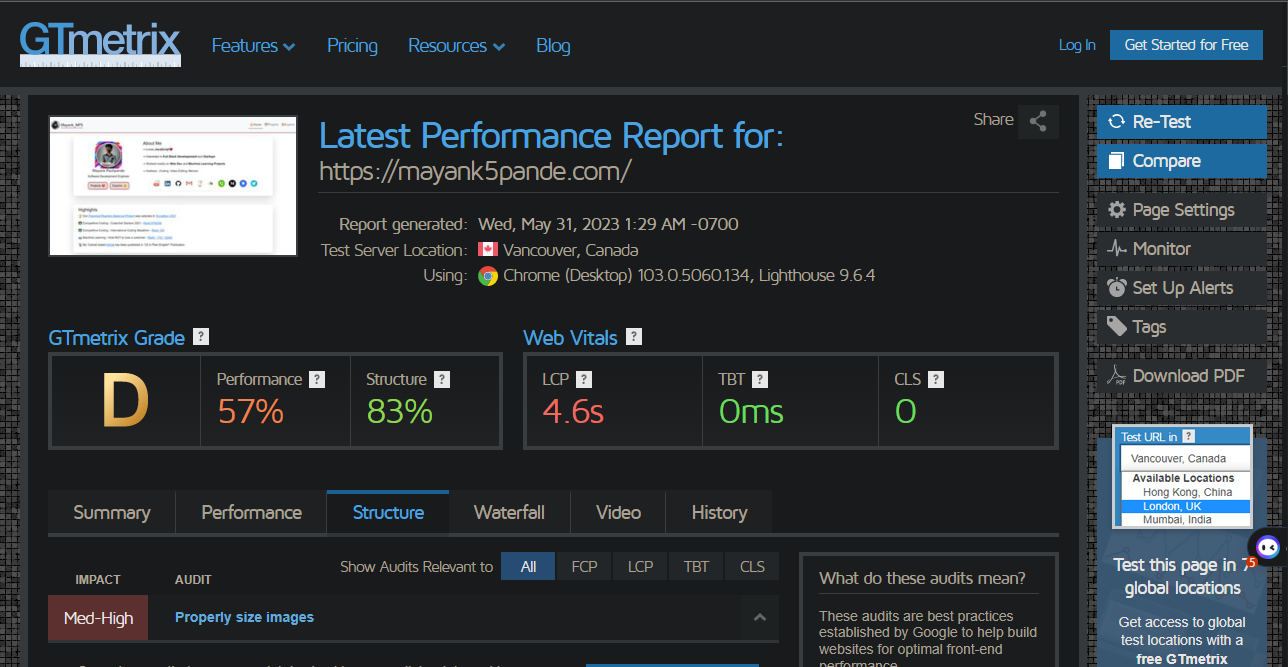 GTmetrix
Features
Pricing
Resources
Blog
Log In
Get Started for Free
Latest Performance Report for:
https://mayank5pande.com/
Share
Report generated: Wed, May 31, 2023 1:29 AM -0700
Test Server Location: Vancouver, Canada
Using: Chrome (Desktop) 103.0.5060.134, Lighthouse 9.6.4
About Me
Highlights
Re-Test
Compare
Page Settings
Monitor
Set Up Alerts
Tags
PDF
Download PDF
GTmetrix Grade ?
D
Performance ?
57%
Structure ?
83%
Web Vitals ?
LCP ?
4.6s
TBT ?
0ms
CLS ?
0
Summary
Performance
Structure
Waterfall
Video
History
Show Audits Relevant to All FCP LCP TBT CLS
IMPACT AUDIT
Med-High Properly size images
What do these audits mean?
These audits are best practices
established by Google to help build
websites for optimal front-end
performance
Test URL in ?
Vancouver, Canada
Available Locations
Hong Kong, China
London, UK
Mumbai, India
5
Test this page in 7
global locations
Get access to global
test locations with a
free GTmetrix